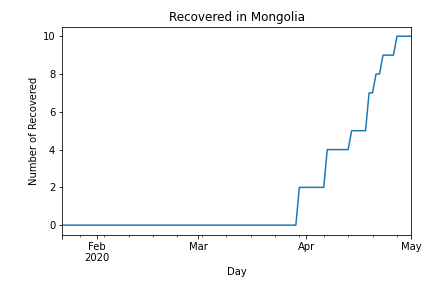 Recovered in Mongolia
Number of Recovered
10
8
6
4
2
0
Feb
2020
Mar
Apr
May
Day